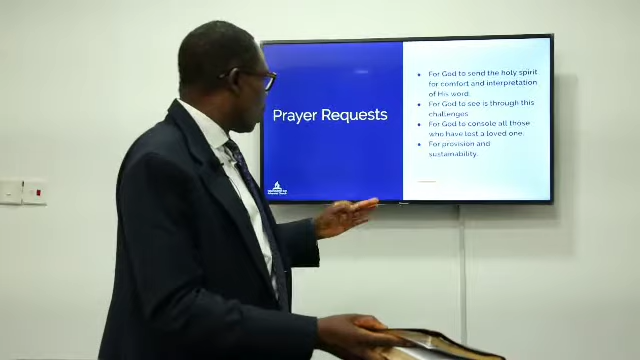 Prayer Requests
For God to send the holy spirit
for comfort and interpretation
of His word.
For God to see is through this
challenges
For God to console all those
who have lost a loved one.
For provision and
sustainability.